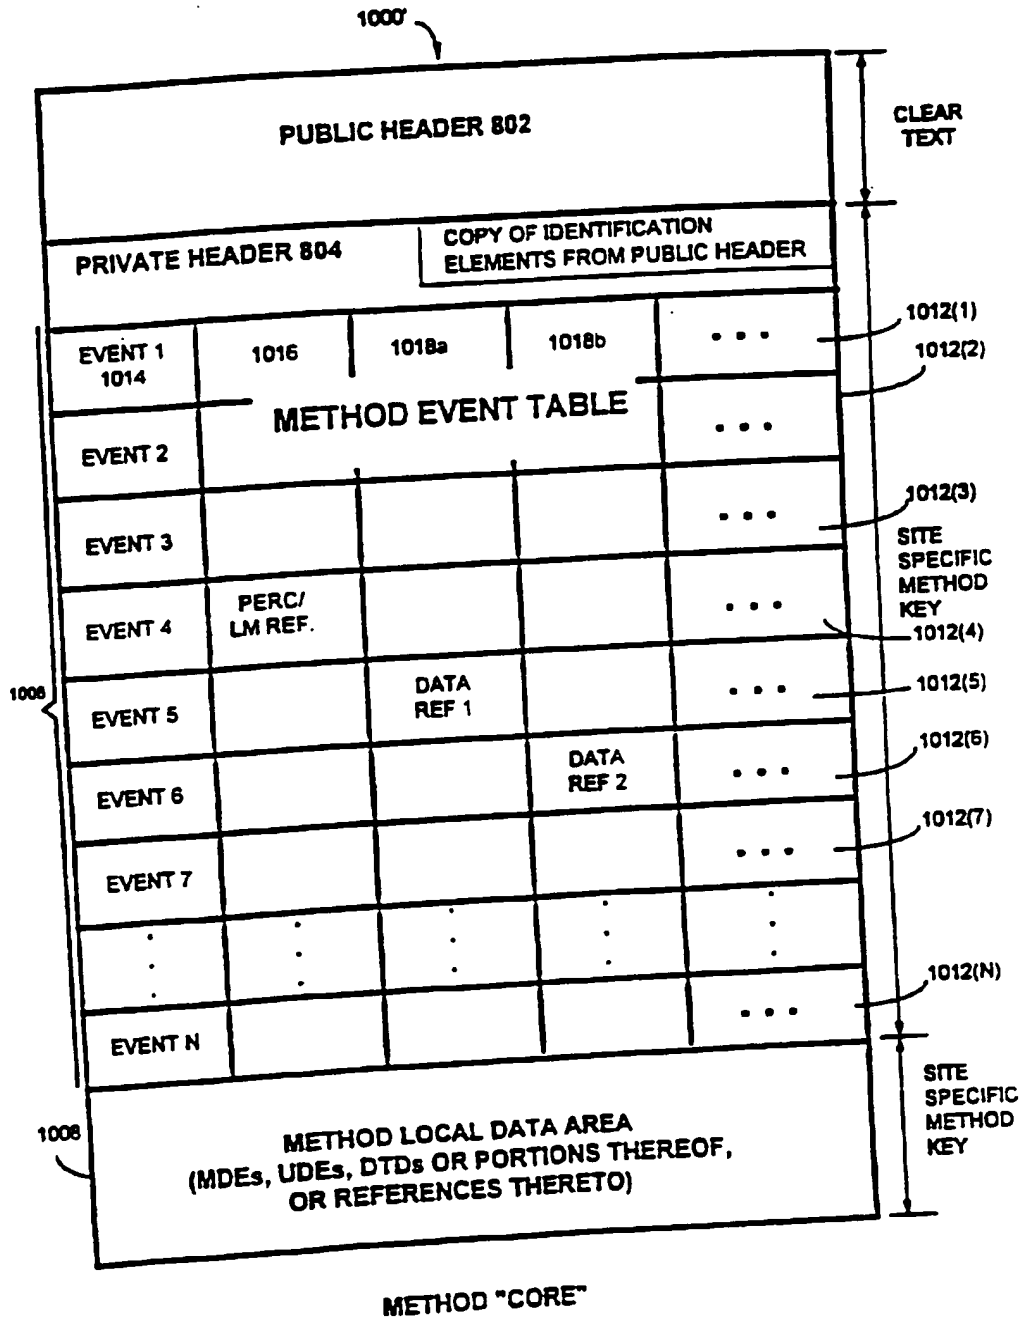 1000'
PUBLIC HEADER 802
CLEAR
TEXT
PRIVATE HEADER 804
COPY OF IDENTIFICATION
ELEMENTS FROM PUBLIC HEADER
EVENT 1
1014
1016
1018a
1018b
• • •
1012(1)
1012(2)
METHOD EVENT TABLE
EVENT 2
• • •
EVENT 3
• • •
1012(3)
SITE
SPECIFIC
METHOD
KEY
EVENT 4
PERC/
LM REF.
• • •
1012(4)
1006
EVENT 5
DATA
REF 1
• • •
1012(5)
EVENT 6
DATA
REF 2
• • •
1012(6)
EVENT 7
• • •
1012(7)
EVENT N
• • •
1012(N)
SITE
SPECIFIC
METHOD
KEY
1008
METHOD LOCAL DATA AREA
(MDEs, UDEs, DTDs OR PORTIONS THEREOF,
OR REFERENCES THERETO)
METHOD "CORE"